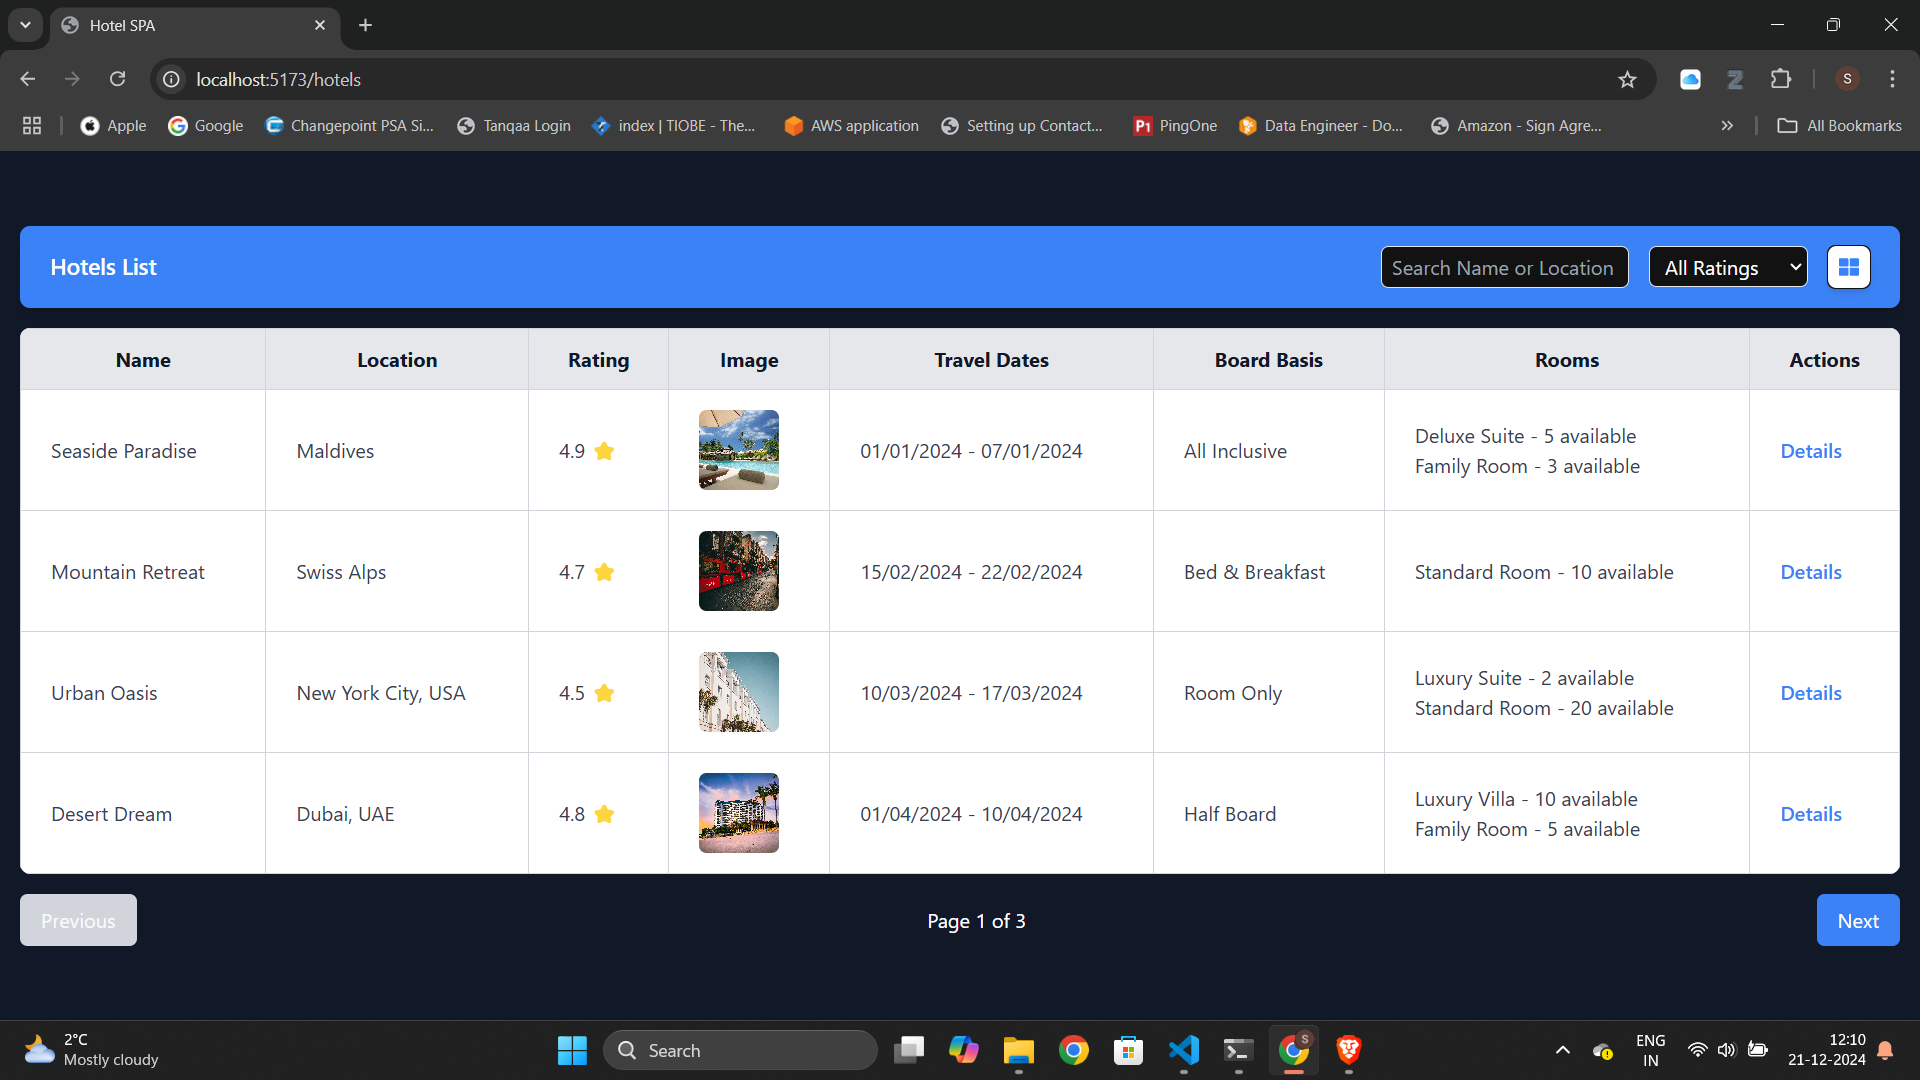 Hotel SPA
localhost:5173/hotels
S
Apple
Google
Changepoint PSA Si...
Tanqaa Login
index | TIOBE - The...
AWS application
Setting up Contact...
P1 PingOne
Data Engineer - Do...
Amazon - Sign Agre...
All Bookmarks
Hotels List
Search Name or Location
All Ratings
Name Location Rating Image Travel Dates Board Basis Rooms Actions
Seaside Paradise Maldives 4.9 01/01/2024 - 07/01/2024 All Inclusive Deluxe Suite - 5 available
Family Room - 3 available
Details
Mountain Retreat Swiss Alps 4.7 15/02/2024 - 22/02/2024 Bed & Breakfast Standard Room - 10 available Details
Urban Oasis New York City, USA 4.5 10/03/2024 - 17/03/2024 Room Only Luxury Suite - 2 available
Standard Room - 20 available
Details
Desert Dream Dubai, UAE 4.8 01/04/2024 - 10/04/2024 Half Board Luxury Villa - 10 available
Family Room - 5 available
Details
Previous
Page 1 of 3
Next
2°C
Mostly cloudy
Search
S
ENG
IN
12:10
21-12-2024